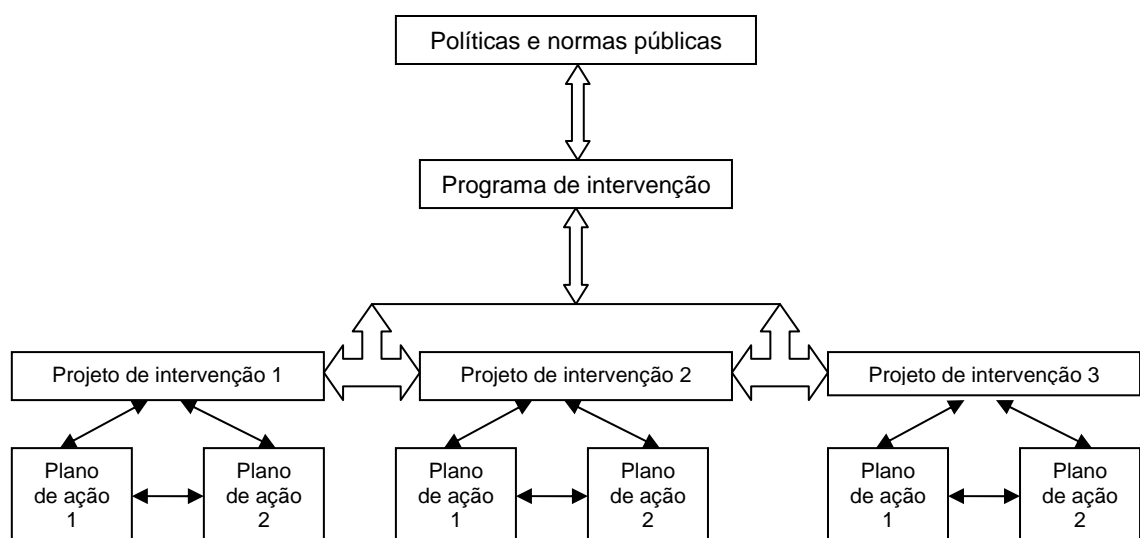 Políticas e normas públicas
Programa de intervenção
Projeto de intervenção 1
Projeto de intervenção 2
Projeto de intervenção 3
Plano
de ação
1
Plano
de ação
2
Plano
de ação
1
Plano
de ação
2
Plano
de ação
1
Plano
de ação
2